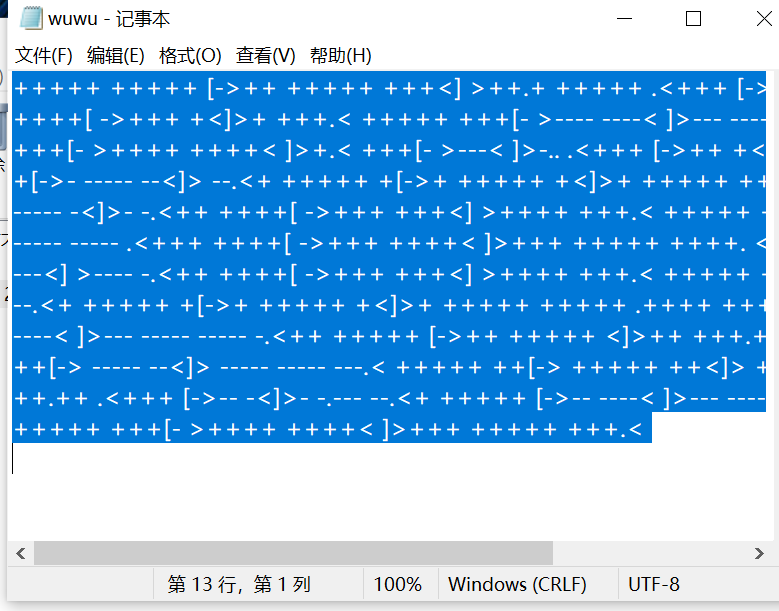 wuwu - 记事本
文件(F) 编辑(E) 格式(O) 查看(V) 帮助(H)
+++++ +++++ [->++ +++++ +++<] >++.+ +++++ .<+++ [->
++++[ ->+++ +<]>+ +++.< +++++ +++[- >---- ----< ]>--- ----
+++[- >++++ ++++< ]>+.< +++[- >---< ]>-.. .<+++ [->++ +<
+[->- ----- --<]> --.<+ +++++ +[->+ +++++ +<]>+ +++++ ++
----- -<]>- -.<++ ++++[ ->+++ +++<] >++++ +++.< +++++ -
----- ----- .<+++ ++++[ ->+++ ++++< ]>+++ +++++ ++++. <
---<] >---- -.<++ ++++[ ->+++ +++<] >++++ +++.< +++++ -
--.<+ +++++ +[->+ +++++ +<]>+ +++++ +++++ .++++ +++
----< ]>--- ----- ----- -.<++ +++++ [->++ +++++ <]>++ +++.+
++[-> ----- --<]> ----- ----- ---.< +++++ ++[-> +++++ ++<]> +
++.++ .<+++ [->-- -<]>- -.--- --.<+ +++++ [->-- ----< ]>--- ----
+++++ +++[- >++++ ++++< ]>+++ +++++ +++.<
第 13 行，第 1 列 100% Windows (CRLF) UTF-8